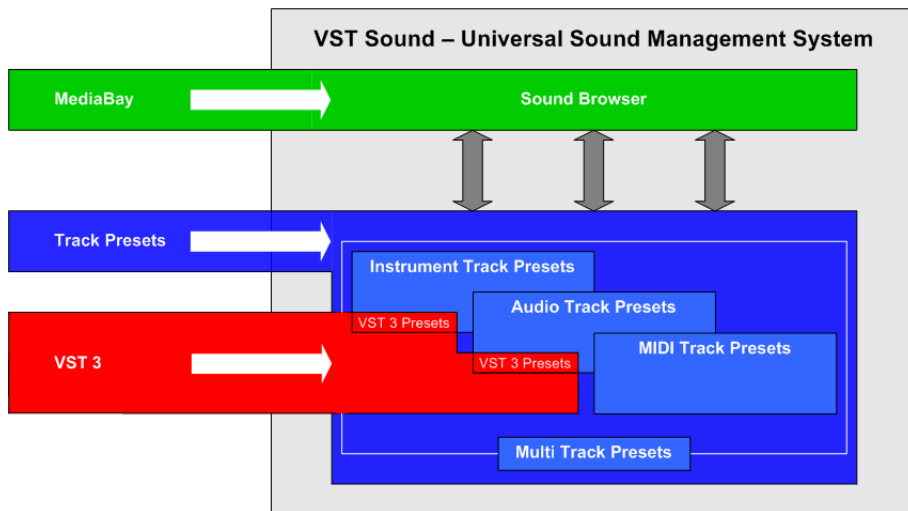 VST Sound – Universal Sound Management System
MediaBay
Sound Browser
Track Presets
Instrument Track Presets
Audio Track Presets
VST 3 Presets
MIDI Track Presets
VST 3
VST 3 Presets
Multi Track Presets